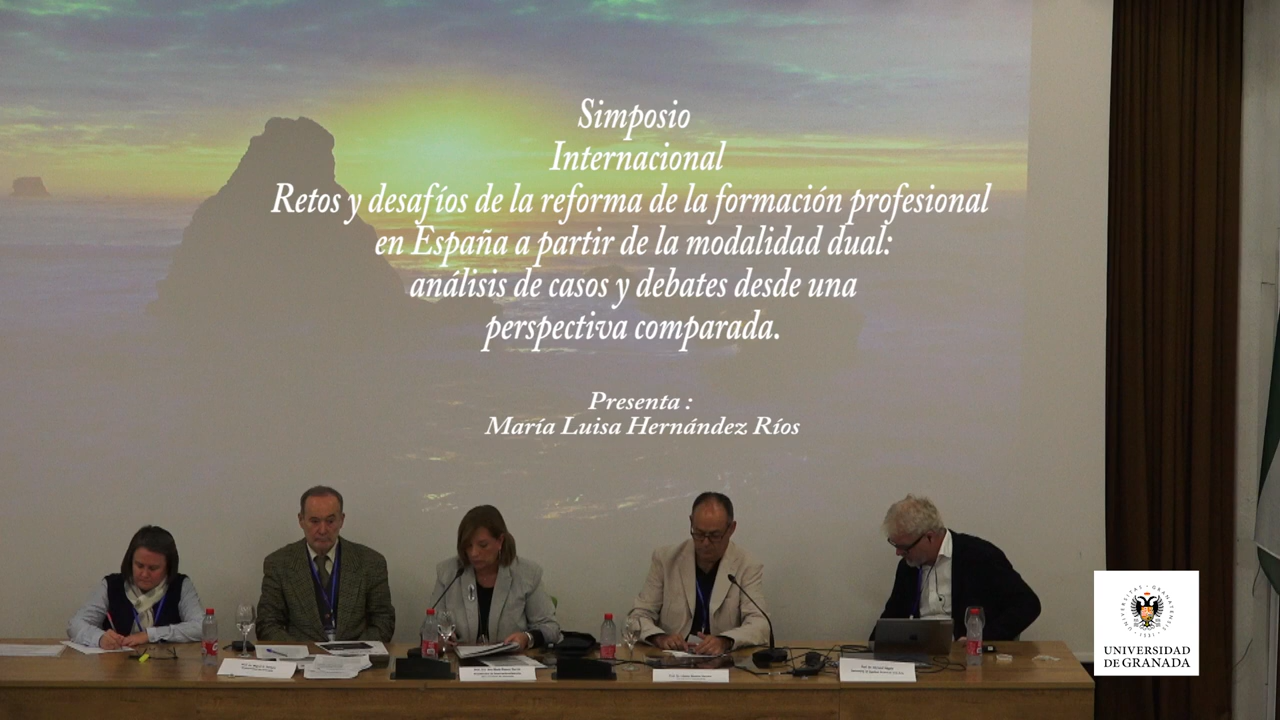 Simposio
Internacional
Retos y desafíos de la reforma de la formación profesional
en España a partir de la modalidad dual:
análisis de casos y debates desde una
perspectiva comparada.
Presenta :
María Luisa Hernández Ríos
UNIVERSIDAD
DE GRANADA